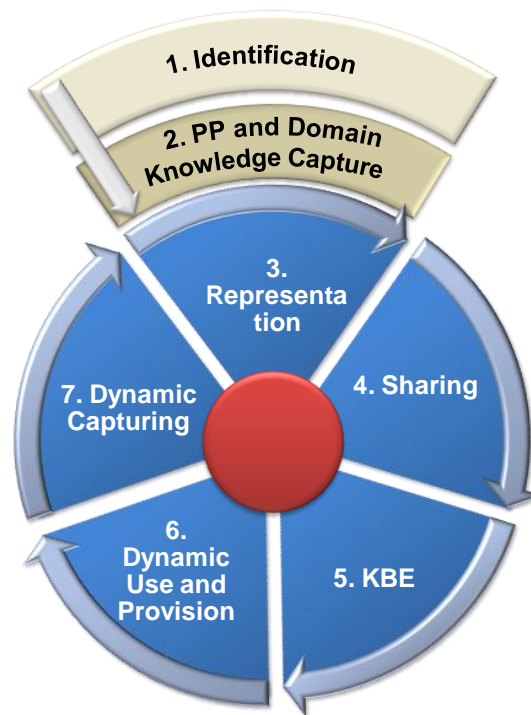 1. Identification
2. PP and Domain
Knowledge Capture
3.
Representa
tion
4. Sharing
5. KBE
6.
Dynamic
Use and
Provision
7. Dynamic
Capturing